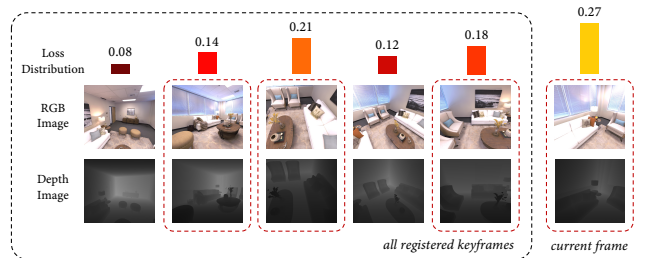 0.27
0.21
0.14
0.18
0.08
0.12
Loss
Distribution
RGB
Image
Depth
Image
all registered keyframes
current frame